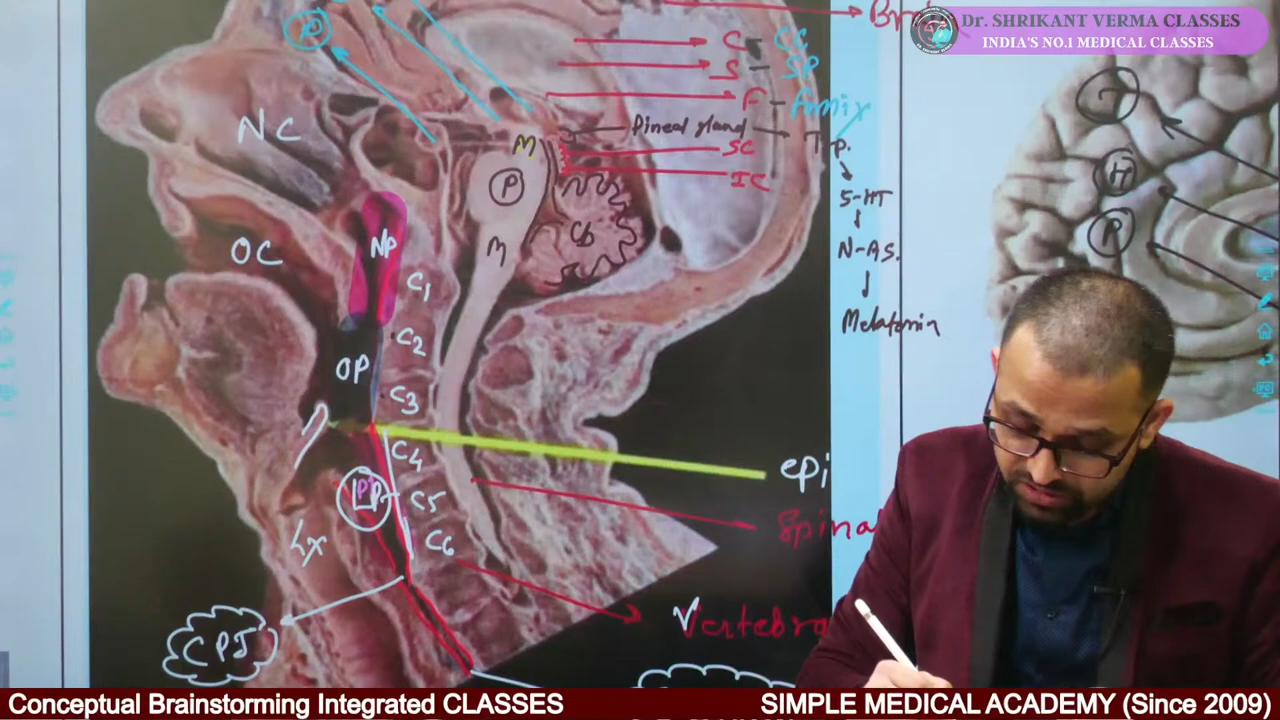 Dr. SHRIKANT VERMA CLASSES
INDIA'S NO.1 MEDICAL CLASSES
P
C - CC
S - SP
F - Fornix
Pineal gland
SC
IC
P.
5-HT
N-AS.
Melatonin
NC
OC
NP
OP
M
P
M
Cb
C1
C2
C3
C4
C5
C6
LP
Lx
epi
Spinal
Vertebra
CPJ
T
H
P
Conceptual Brainstorming Integrated CLASSES
SIMPLE MEDICAL ACADEMY (Since 2009)